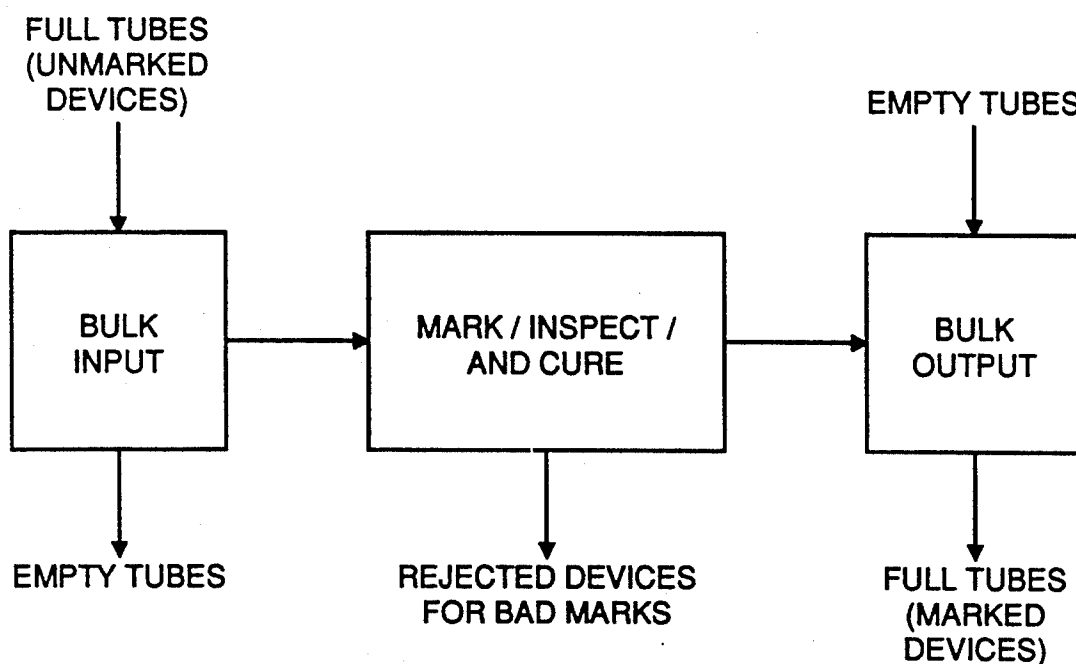 FULL TUBES
(UNMARKED
DEVICES)
EMPTY TUBES
BULK
INPUT
MARK / INSPECT /
AND CURE
BULK
OUTPUT
EMPTY TUBES
REJECTED DEVICES
FOR BAD MARKS
FULL TUBES
(MARKED
DEVICES)